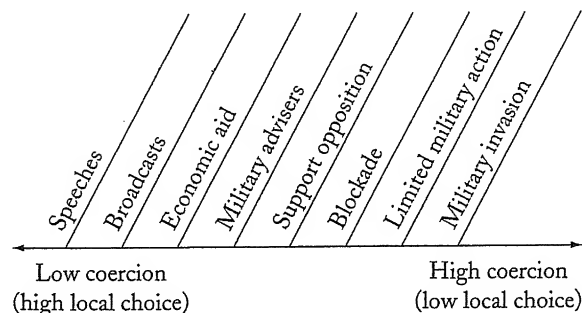 Speeches
Broadcasts
Economic aid
Military advisers
Support opposition
Blockade
Limited military action
Military invasion
Low coercion
(high local choice)
High coercion
(low local choice)